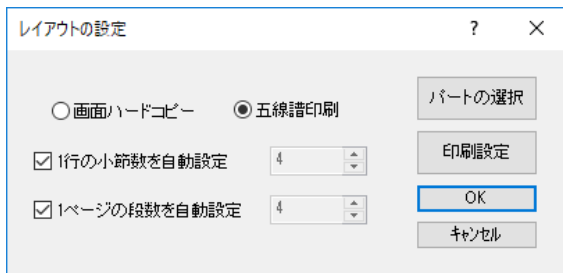 レイアウトの設定 ?
画面ハードコピー 五線譜印刷 パートの選択
1行の小節数を自動設定 4 印刷設定
1ページの段数を自動設定 4 OK
キャンセル